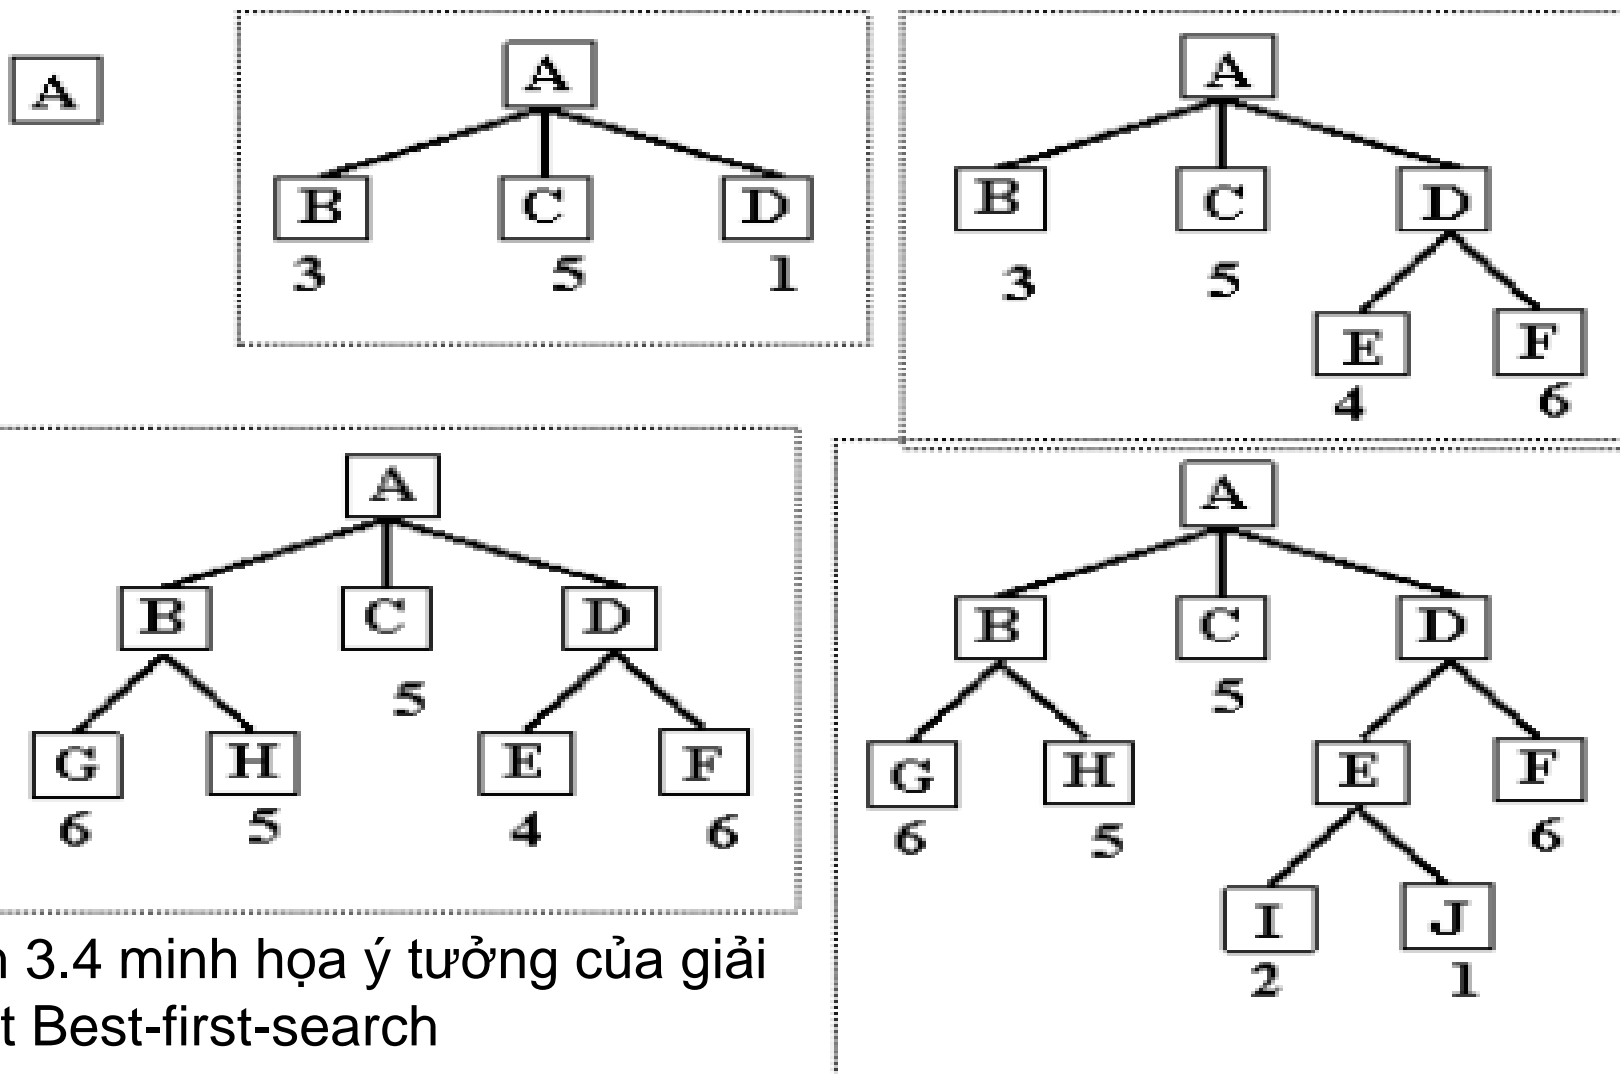 A
A
B C D
3 5 1
A
B C D
3 5
E F
4 6
A
B C D
5
G H E F
6 5 4 6
A
B C D
5
G H E F
6 5 6
I J
2 1
3.4 minh họa ý tưởng của giải
t Best-first-search